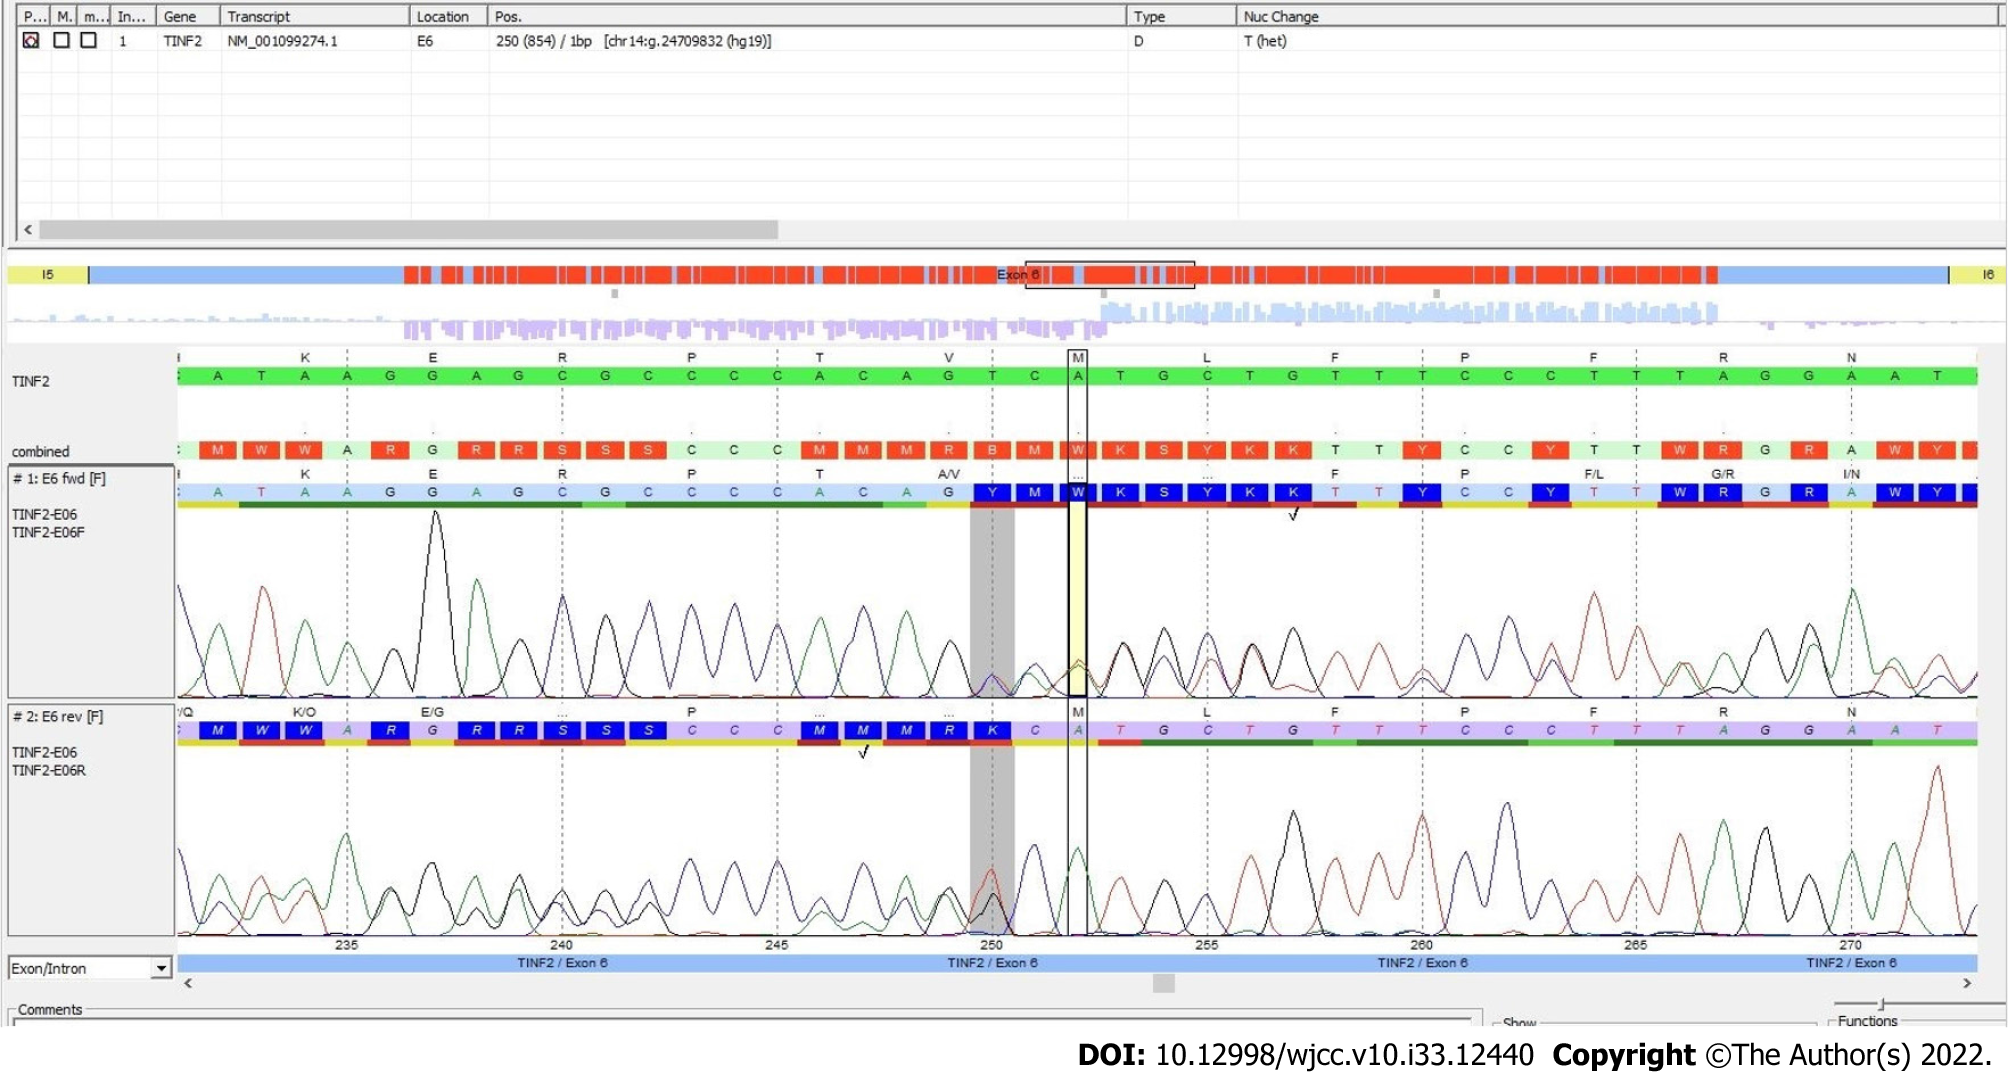 P... M. m... In... Gene Transcript Location Pos. Type Nuc Change
1 TINF2 NM_001099274.1 E6 250 (854) / 1bp [chr14:g.24709832 (hg19)] D T (het)
I5 Exon 6 I6
K E R P T V M L F P F R N
TINF2 A T A A G G A G C G C C C C A C A G T C A T G C T G T T T C C C T T T A G G A A T
combined M W W A R G R R S S S C C C M M M R B M W K S Y K K T T Y C C Y T T W R G R A W Y
# 1: E6 fwd [F] K E R P T A/V ... ... F P F/L G/R I/N
A T A A G G A G C G C C C C A C A G Y M W K S Y K K T T Y C C Y T T W R G R A W Y
TINF2-E06
TINF2-E06F
# 2: E6 rev [F] /Q K/O E/G ... P ... ... M L F P F R N
M W W A R G R R S S S C C C M M M R K C A T G C T G T T T C C C T T T A G G A A T
TINF2-E06
TINF2-E06R
235 240 245 250 255 260 265 270
Exon/Intron TINF2 / Exon 6 TINF2 / Exon 6 TINF2 / Exon 6 TINF2 / Exon 6
Comments Show Functions
DOI: 10.12998/wjcc.v10.i33.12440 Copyright ©The Author(s) 2022.